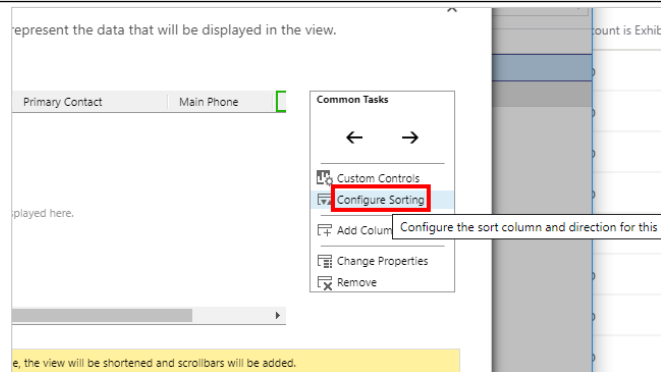 represent the data that will be displayed in the view.
ount is Exhib
Primary Contact
Main Phone
Common Tasks
Custom Controls
Configure Sorting
Configure the sort column and direction for this
Add Colum
played here.
Change Properties
Remove
e, the view will be shortened and scrollbars will be added.